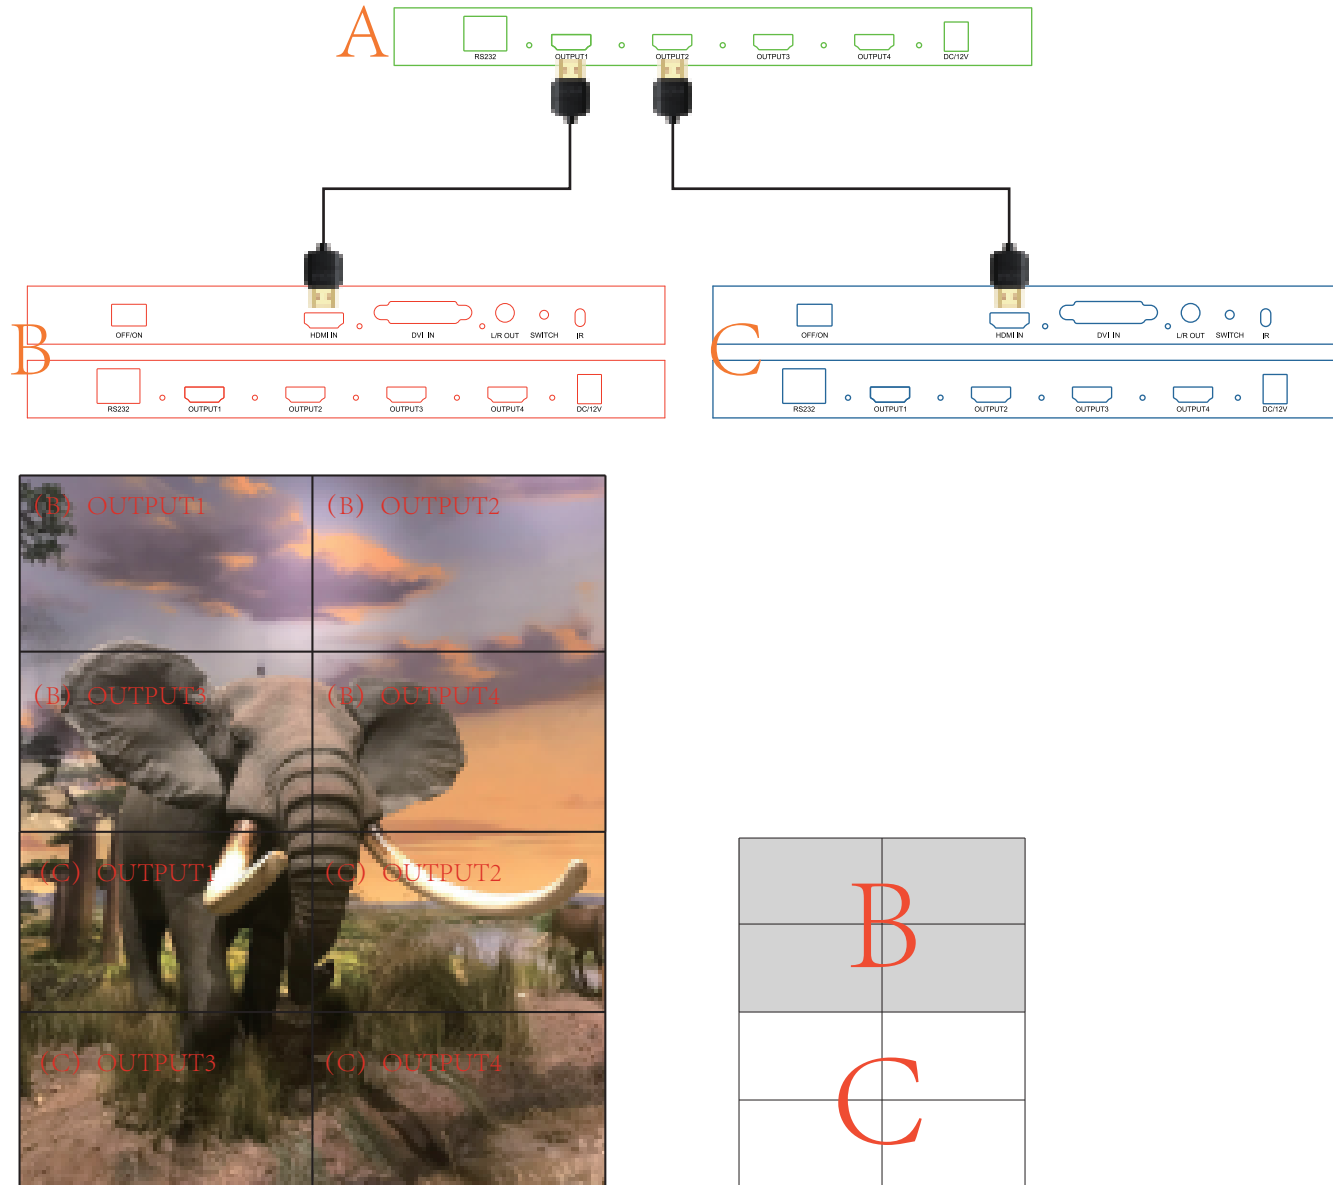 A
RS232 OUTPUT1 OUTPUT2 OUTPUT3 OUTPUT4 DC/12V
B
OFF/ON HDMI IN DVI IN L/R OUT SWITCH IR
RS232 OUTPUT1 OUTPUT2 OUTPUT3 OUTPUT4 DC/12V
C
OFF/ON HDMI IN DVI IN L/R OUT SWITCH IR
RS232 OUTPUT1 OUTPUT2 OUTPUT3 OUTPUT4 DC/12V
(B) OUTPUT1 (B) OUTPUT2
(B) OUTPUT3 (B) OUTPUT4
(C) OUTPUT1 (C) OUTPUT2
(C) OUTPUT3 (C) OUTPUT4
B
C